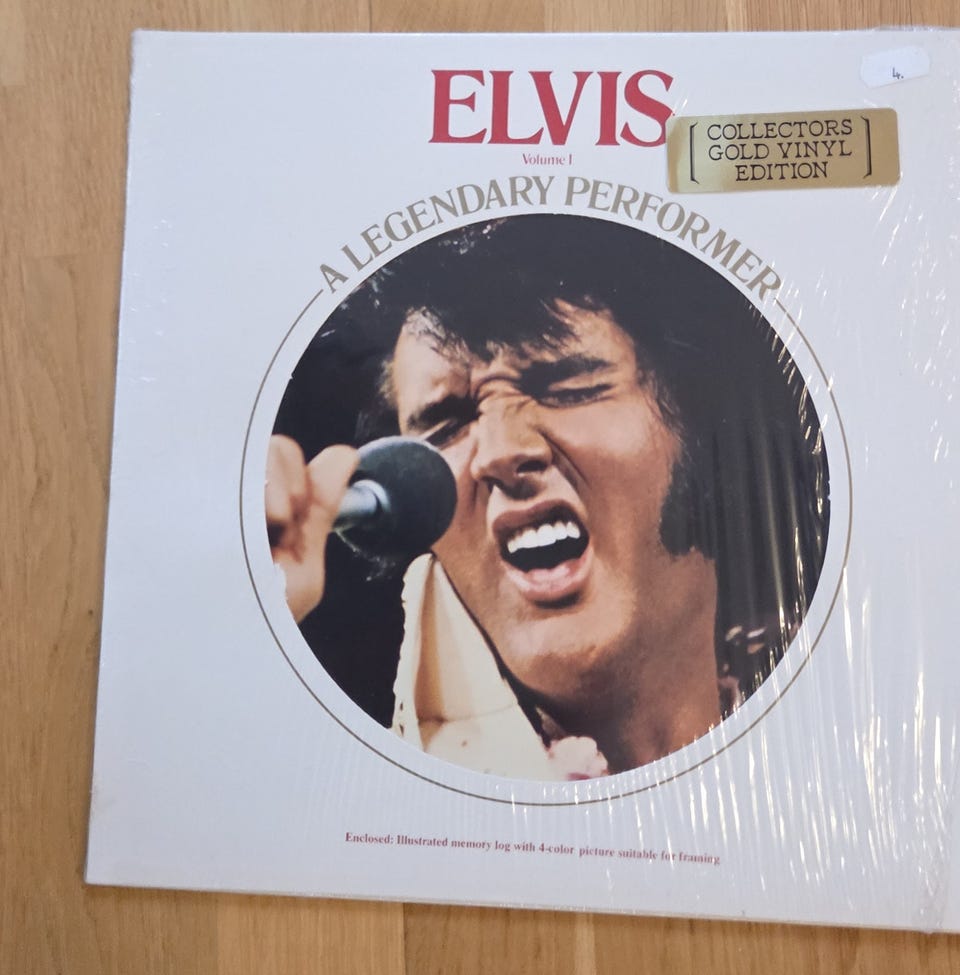 4.
ELVIS
Volume I
[COLLECTORS
GOLD VINYL
EDITION]
A LEGENDARY PERFORMER
Enclosed: Illustrated memory log with 4-color picture suitable for framing